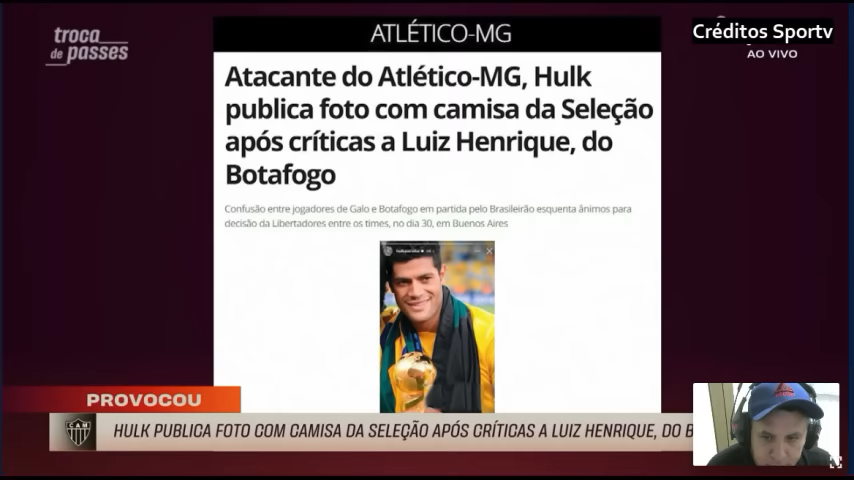 troca
de passes
ATLÉTICO-MG
Créditos Sportv
AO VIVO
Atacante do Atlético-MG, Hulk
publica foto com camisa da Seleção
após críticas a Luiz Henrique, do
Botafogo
Confusão entre jogadores de Galo e Botafogo em partida pelo Brasileirão esquenta ânimos para
decisão da Libertadores entre os times, no dia 30, em Buenos Aires
PROVOCOU
CAM
HULK PUBLICA FOTO COM CAMISA DA SELEÇÃO APÓS CRÍTICAS A LUIZ HENRIQUE, DO B